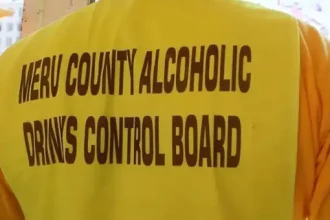 MERU COUNTY ALCOHOLIC
DRINKS CONTROL BOARD